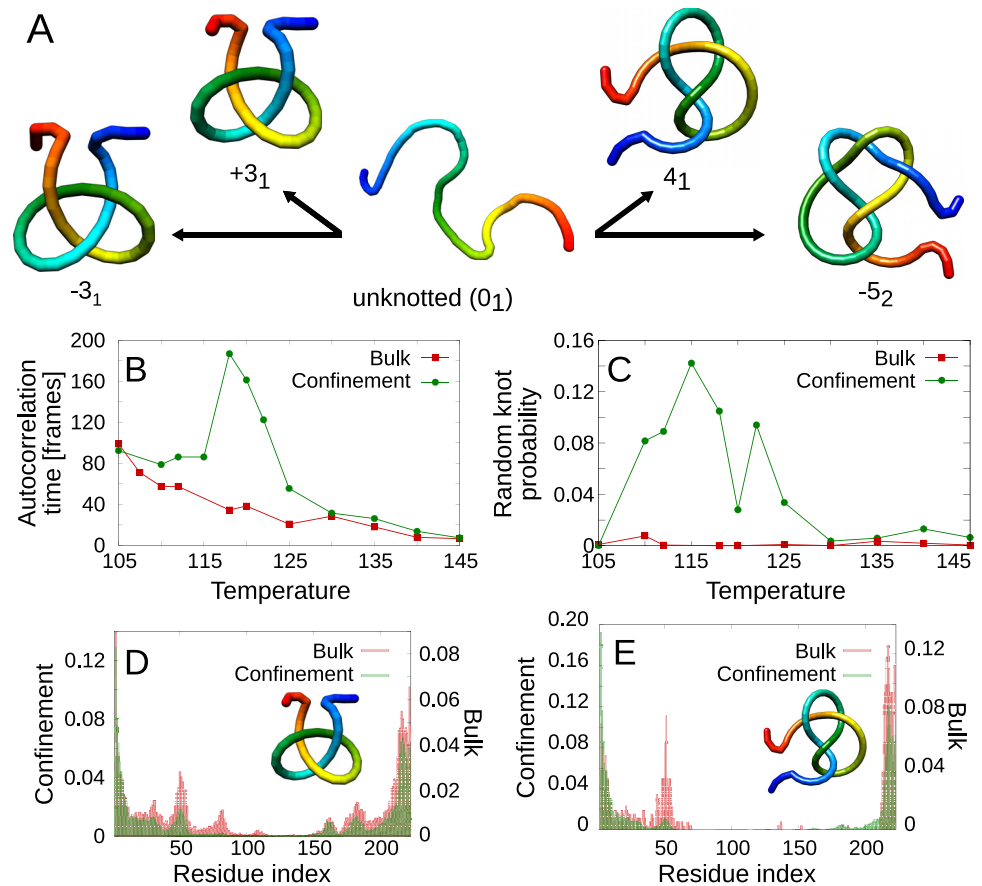 A
+3₁
4₁
-3₁
unknotted (0₁)
-5₂
B
Bulk
Confinement
Autocorrelation
time [frames]
200
160
120
80
40
0
105
115
125
135
145
Temperature
C
Bulk
Confinement
Random knot
probability
0.16
0.12
0.08
0.04
0
105
115
125
135
145
Temperature
D
Bulk
Confinement
Confinement
0.12
0.08
0.04
0
0.08
0.06
0.04
0.02
0
Bulk
50
100
150
200
Residue index
E
Bulk
Confinement
Confinement
0.20
0.16
0.12
0.08
0.04
0
0.12
0.08
0.04
0
Bulk
50
100
150
200
Residue index